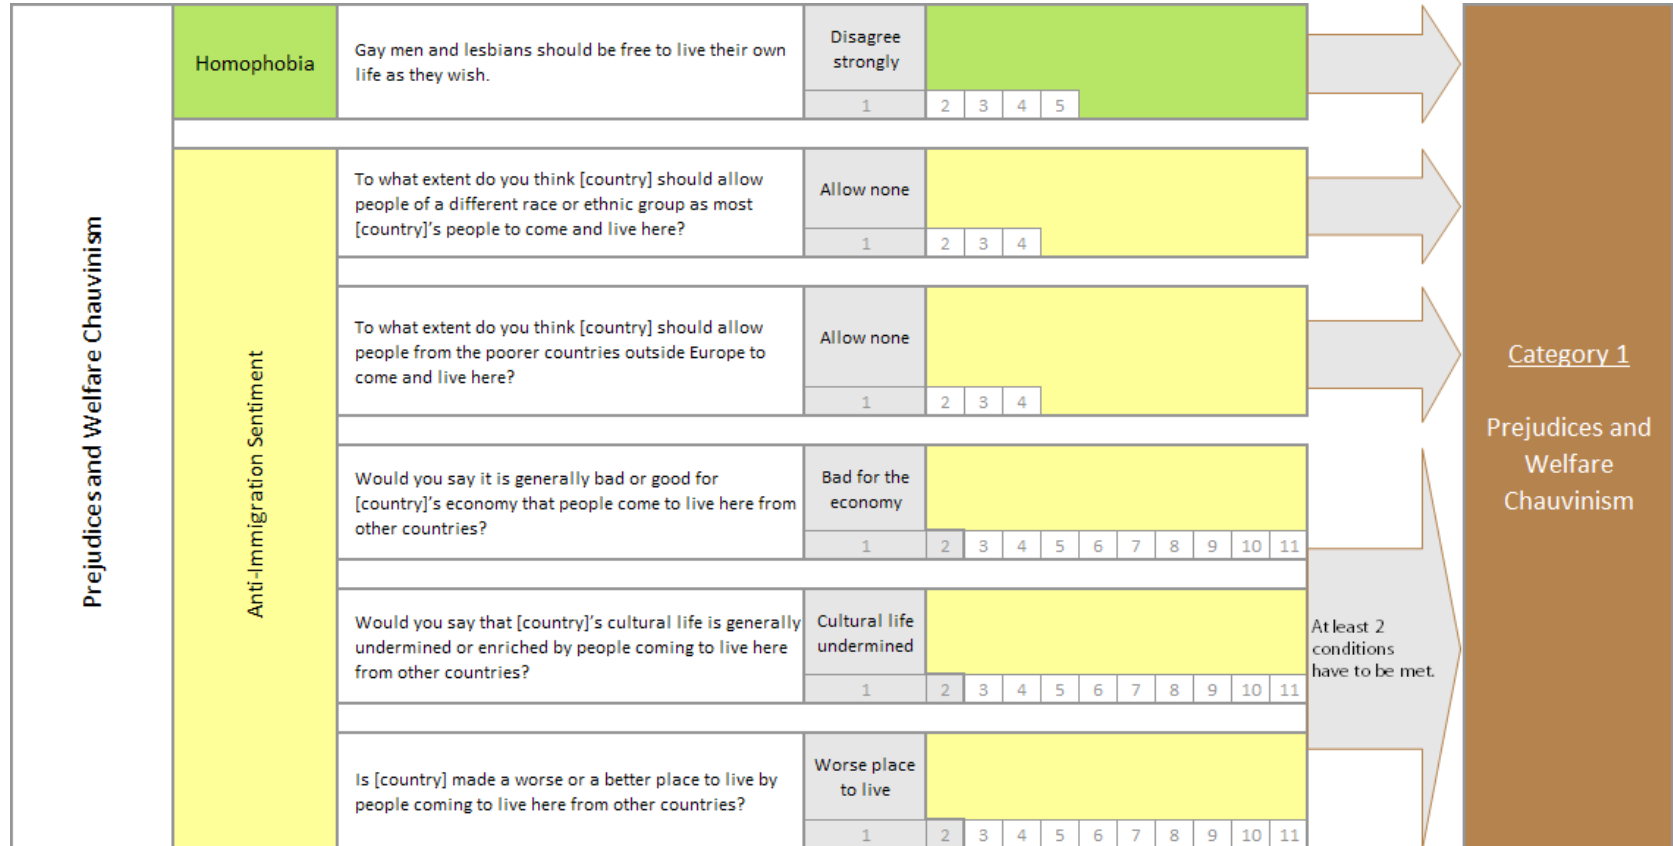 Prejudices and Welfare Chauvinism
Homophobia
Gay men and lesbians should be free to live their own
life as they wish.
Disagree
strongly
1 2 3 4 5
Anti-Immigration Sentiment
To what extent do you think [country] should allow
people of a different race or ethnic group as most
[country]'s people to come and live here?
Allow none
1 2 3 4
To what extent do you think [country] should allow
people from the poorer countries outside Europe to
come and live here?
Allow none
1 2 3 4
Would you say it is generally bad or good for
[country]'s economy that people come to live here from
other countries?
Bad for the
economy
1 2 3 4 5 6 7 8 9 10 11
Would you say that [country]'s cultural life is generally
undermined or enriched by people coming to live here
from other countries?
Cultural life
undermined
1 2 3 4 5 6 7 8 9 10 11
Is [country] made a worse or a better place to live by
people coming to live here from other countries?
Worse place
to live
1 2 3 4 5 6 7 8 9 10 11
At least 2
conditions
have to be met.
Category 1
Prejudices and
Welfare
Chauvinism